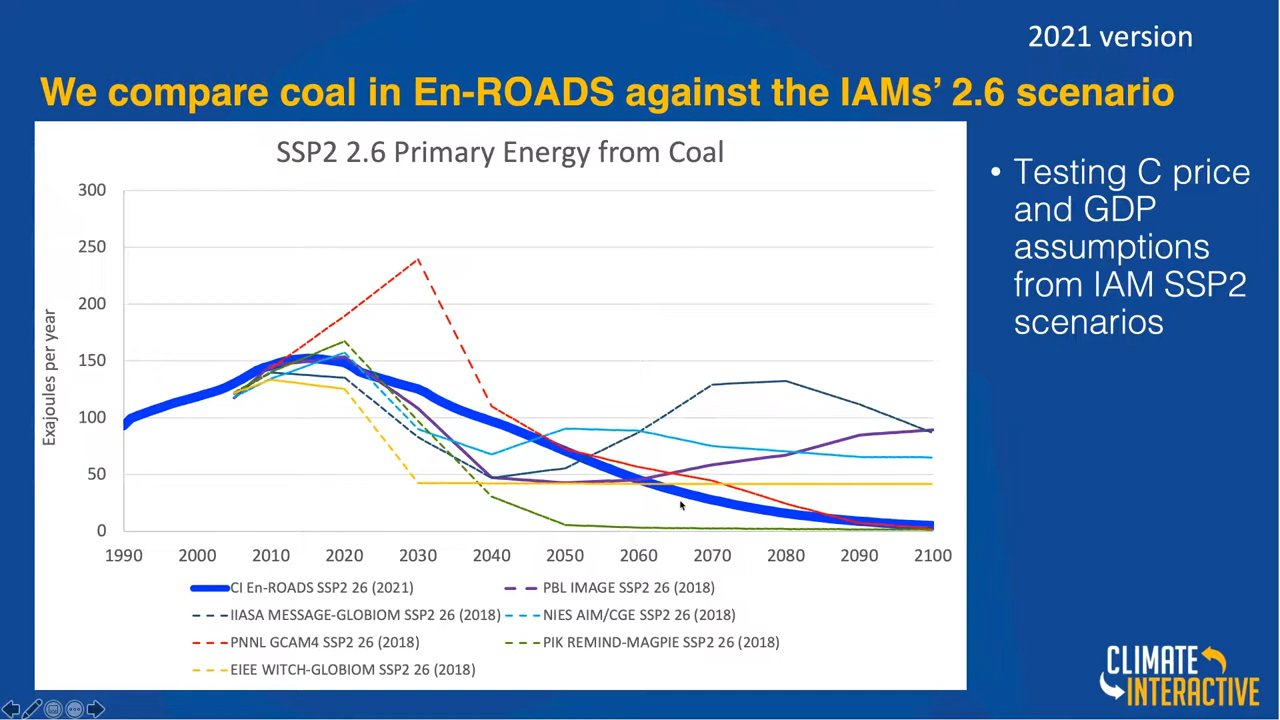 2021 version
We compare coal in En-ROADS against the IAMs' 2.6 scenario
SSP2 2.6 Primary Energy from Coal
300
250
200
150
100
50
0
Exajoules per year
1990 2000 2010 2020 2030 2040 2050 2060 2070 2080 2090 2100
CI En-ROADS SSP2 26 (2021) PBL IMAGE SSP2 26 (2018)
IIASA MESSAGE-GLOBIOM SSP2 26 (2018) NIES AIM/CGE SSP2 26 (2018)
PNNL GCAM4 SSP2 26 (2018) PIK REMIND-MAGPIE SSP2 26 (2018)
EIEE WITCH-GLOBIOM SSP2 26 (2018)
• Testing C price
and GDP
assumptions
from IAM SSP2
scenarios
CLIMATE
INTERACTIVE